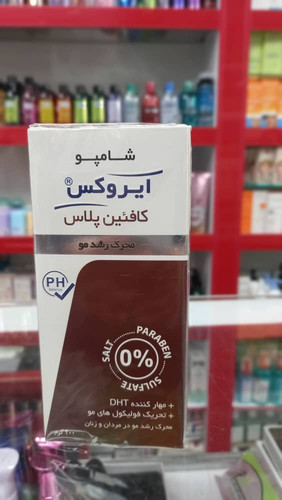 شامپو
ایروکس®
کافئین پلاس
محرک رشد مو
PH
SALT PARABEN SULFATE
0%
+ مهار کننده DHT
+ تحریک فولیکول های مو
محرک رشد مو در مردان و زنان